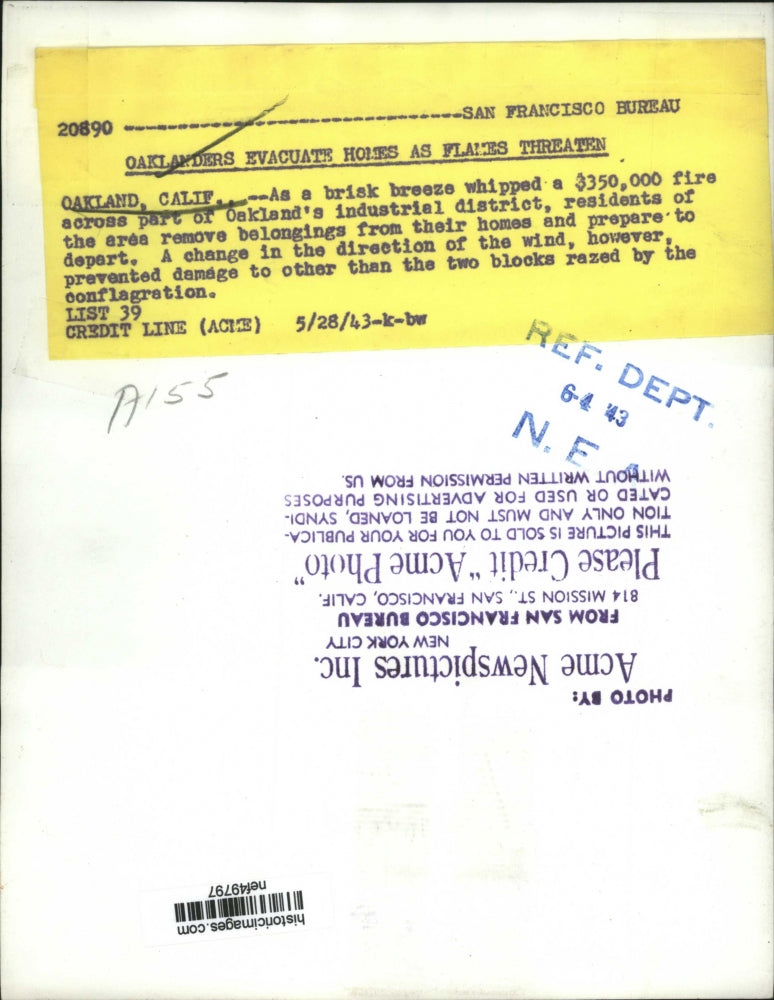 20890 ----------------------------------------SAN FRANCISCO BUREAU
OAKLANDERS EVACUATE HOMES AS FLAMES THREATEN
OAKLAND, CALIF., --As a brisk breeze whipped a $350,000 fire
across part of Oakland's industrial district, residents of
the area remove belongings from their homes and prepare to
depart. A change in the direction of the wind, however,
prevented damage to other than the two blocks razed by the
conflagration.
LIST 39
CREDIT LINE (ACME) 5/28/43-k-bw
REF. DEPT.
6-4 '43
N. E. A.
A155
PHOTO BY:
Acme Newspictures Inc.
NEW YORK CITY
FROM SAN FRANCISCO BUREAU
814 MISSION ST., SAN FRANCISCO, CALIF.
Please Credit "Acme Photo"
THIS PICTURE IS SOLD TO YOU FOR YOUR PUBLICA-
TION ONLY AND MUST NOT BE LOANED, SYNDI-
CATED OR USED FOR ADVERTISING PURPOSES
WITHOUT WRITTEN PERMISSION FROM US.
historicimages.com
nef49797